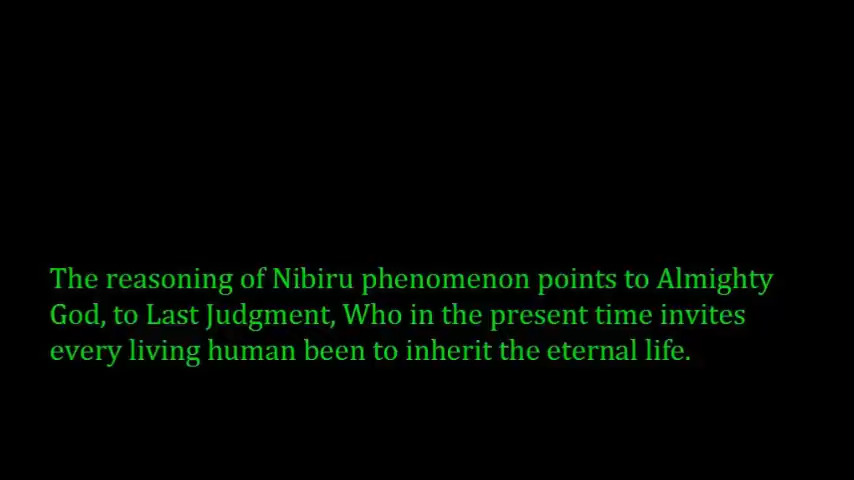 The reasoning of Nibiru phenomenon points to Almighty
God, to Last Judgment, Who in the present time invites
every living human been to inherit the eternal life.